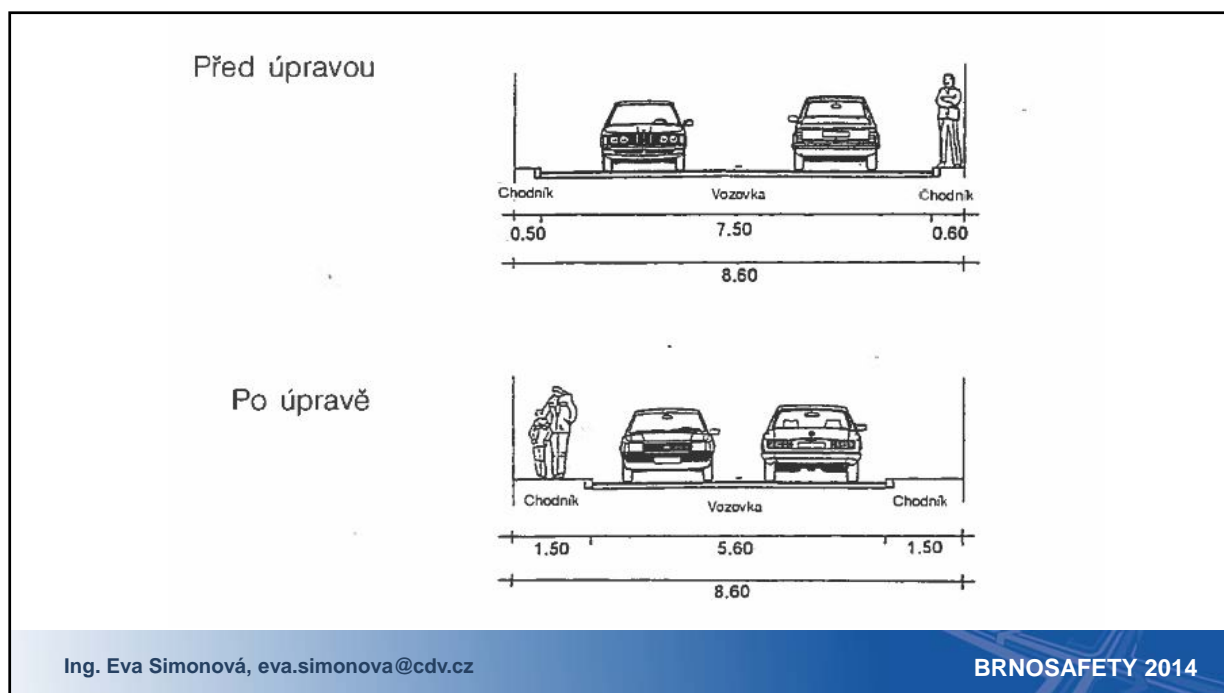 Před úpravou
Chodník Vozovka Chodník
0.50 7.50 0.60
8.60
Po úpravě
Chodník Vozovka Chodník
1.50 5.60 1.50
8.60
Ing. Eva Simonová, eva.simonova@cdv.cz BRNOSAFETY 2014